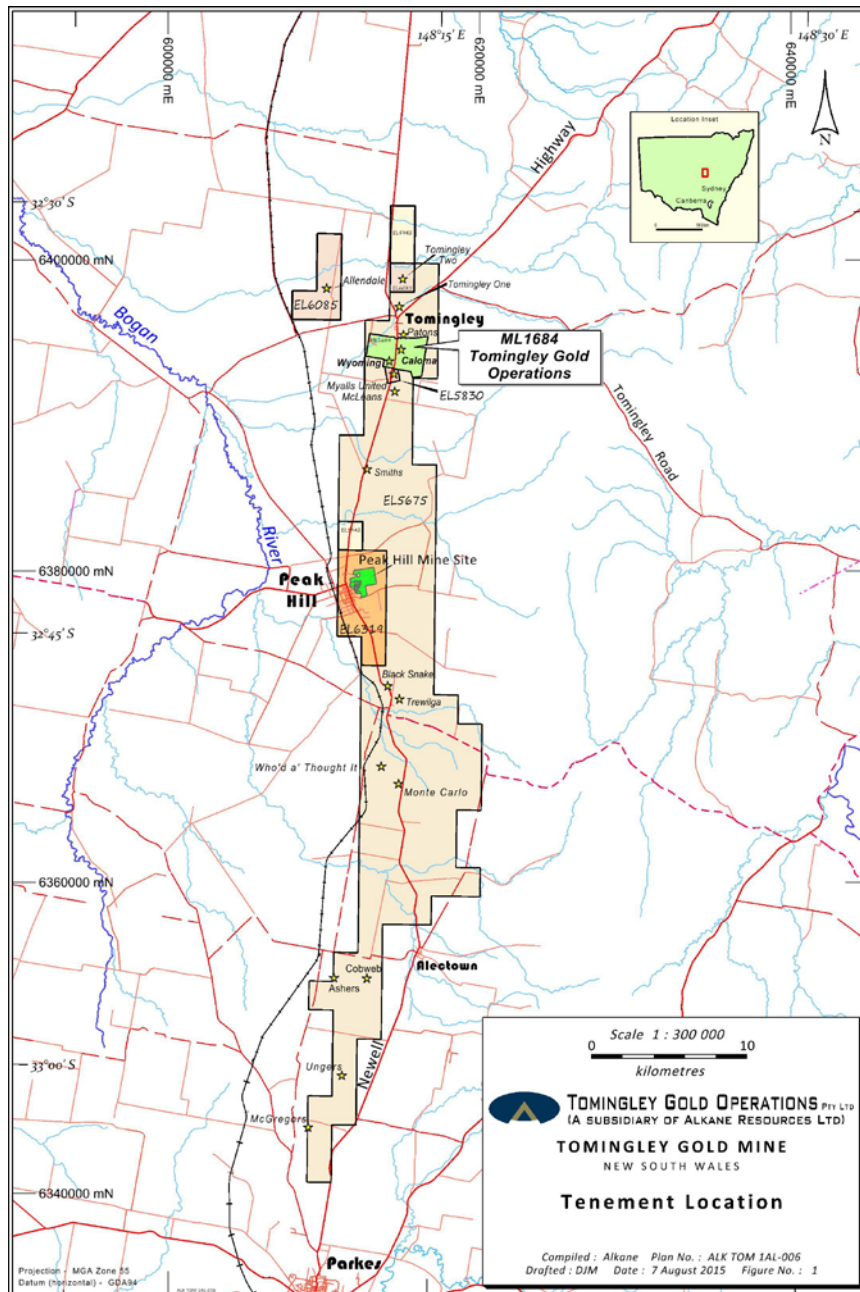 600000 mE
148°15' E
620000 mE
640000 mE
148°30' E
Highway
N
Location Inset
Sydney
Canberra
32°30' S
6400000 mN
Tomingley
Two
Allendale
Tomingley One
EL6085
Bogan
River
Tomingley
Patons
ML1684
Tomingley Gold
Operations
Wyoming
Caloma
Myalls United
McLeans
EL5830
Tomingley Road
Smiths
EL5675
6380000 mN
Peak Hill Mine Site
Peak
Hill
EL6319
32°45' S
Black Snake
Trewilga
Who'd a' Thought It
Monte Carlo
6360000 mN
Alectown
Cobweb
Ashers
33°00' S
Ungers
Newell
McGregors
6340000 mN
Parkes
Scale 1 : 300 000
0 10
kilometres
TOMINGLEY GOLD OPERATIONS PTY LTD
(A SUBSIDIARY OF ALKANE RESOURCES LTD)
TOMINGLEY GOLD MINE
NEW SOUTH WALES
Tenement Location
Compiled : Alkane Plan No. : ALK TOM 1AL-006
Drafted : DJM Date : 7 August 2015 Figure No. : 1
Projection - MGA Zone 55
Datum (horizontal) - GDA94
ALK TOM 1AL-006